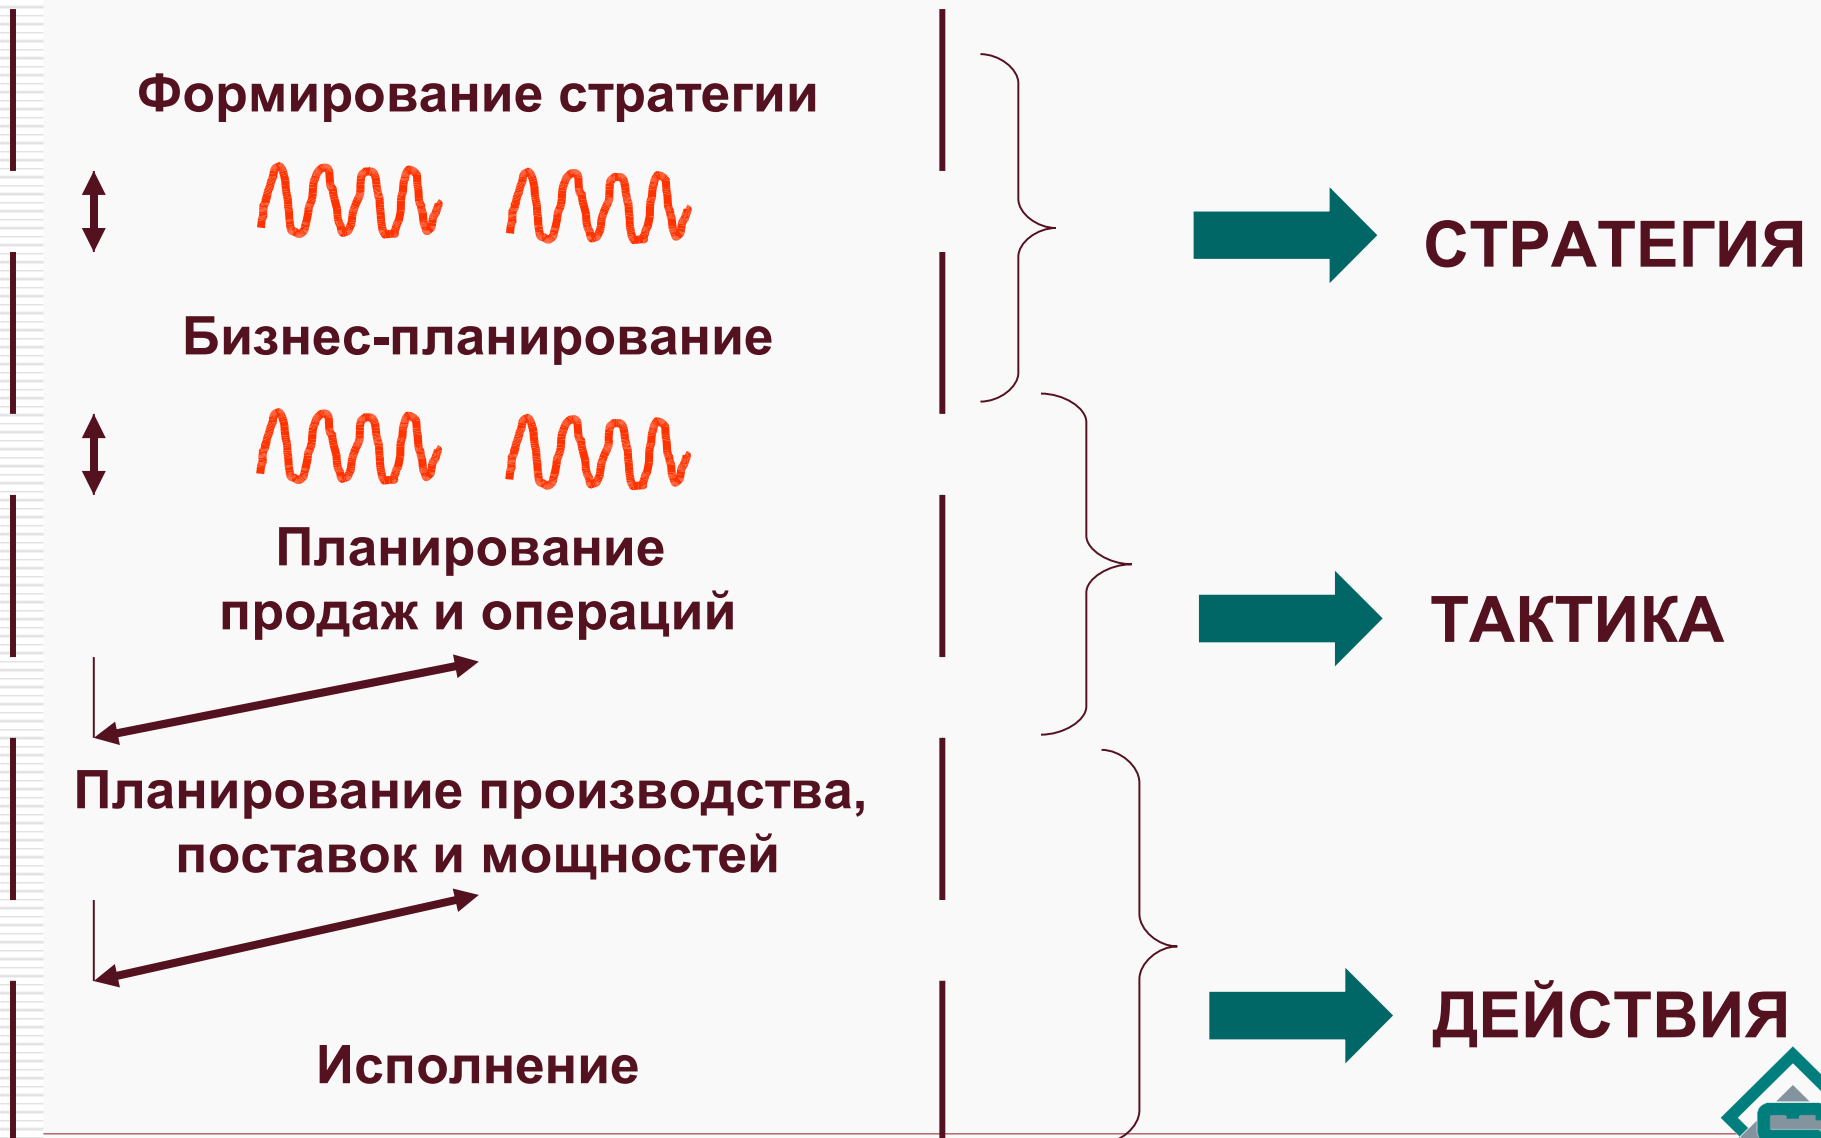 Формирование стратегии
СТРАТЕГИЯ
Бизнес-планирование
Планирование
продаж и операций
ТАКТИКА
Планирование производства,
поставок и мощностей
ДЕЙСТВИЯ
Исполнение